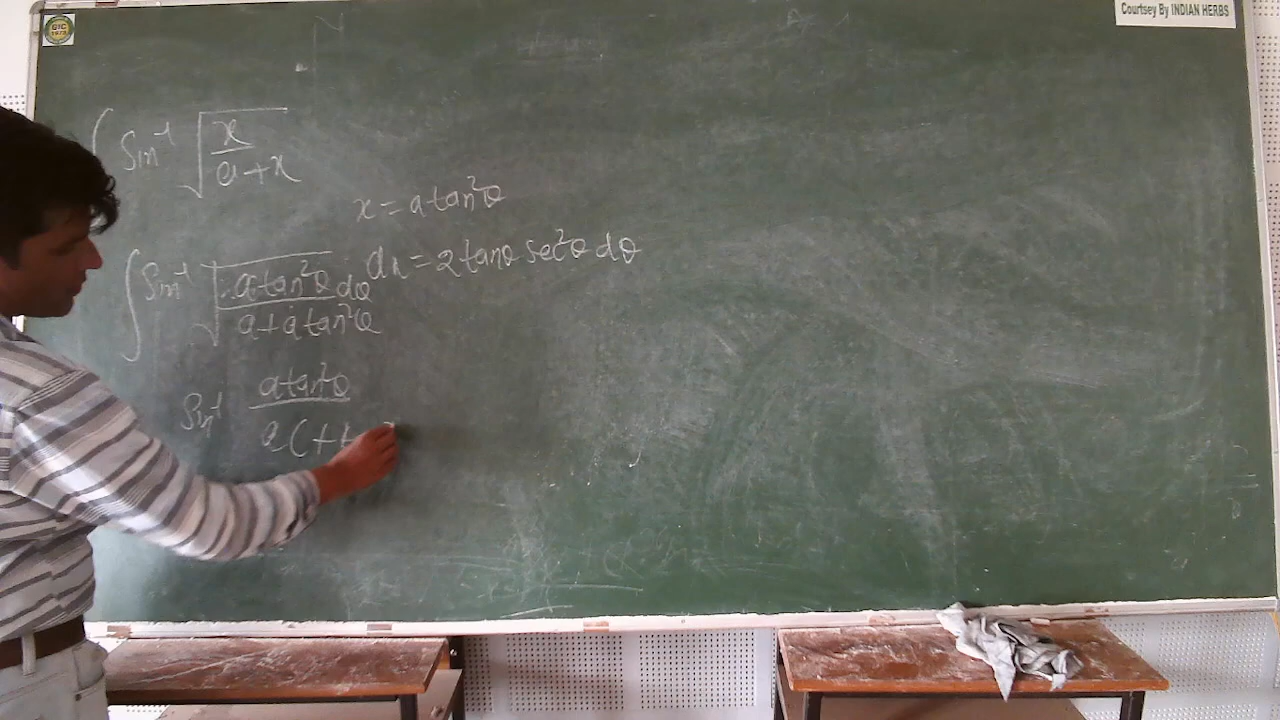 Courtsey By INDIAN HERBS
GIC
∫ Sin⁻¹ √(x/(a+x))
x = a tan²θ
dx = 2 tanθ sec²θ dθ
∫ Sin⁻¹ √(a tan²θ/(a+a tan²θ)) dθ
Sin⁻¹ a tan²θ
a(